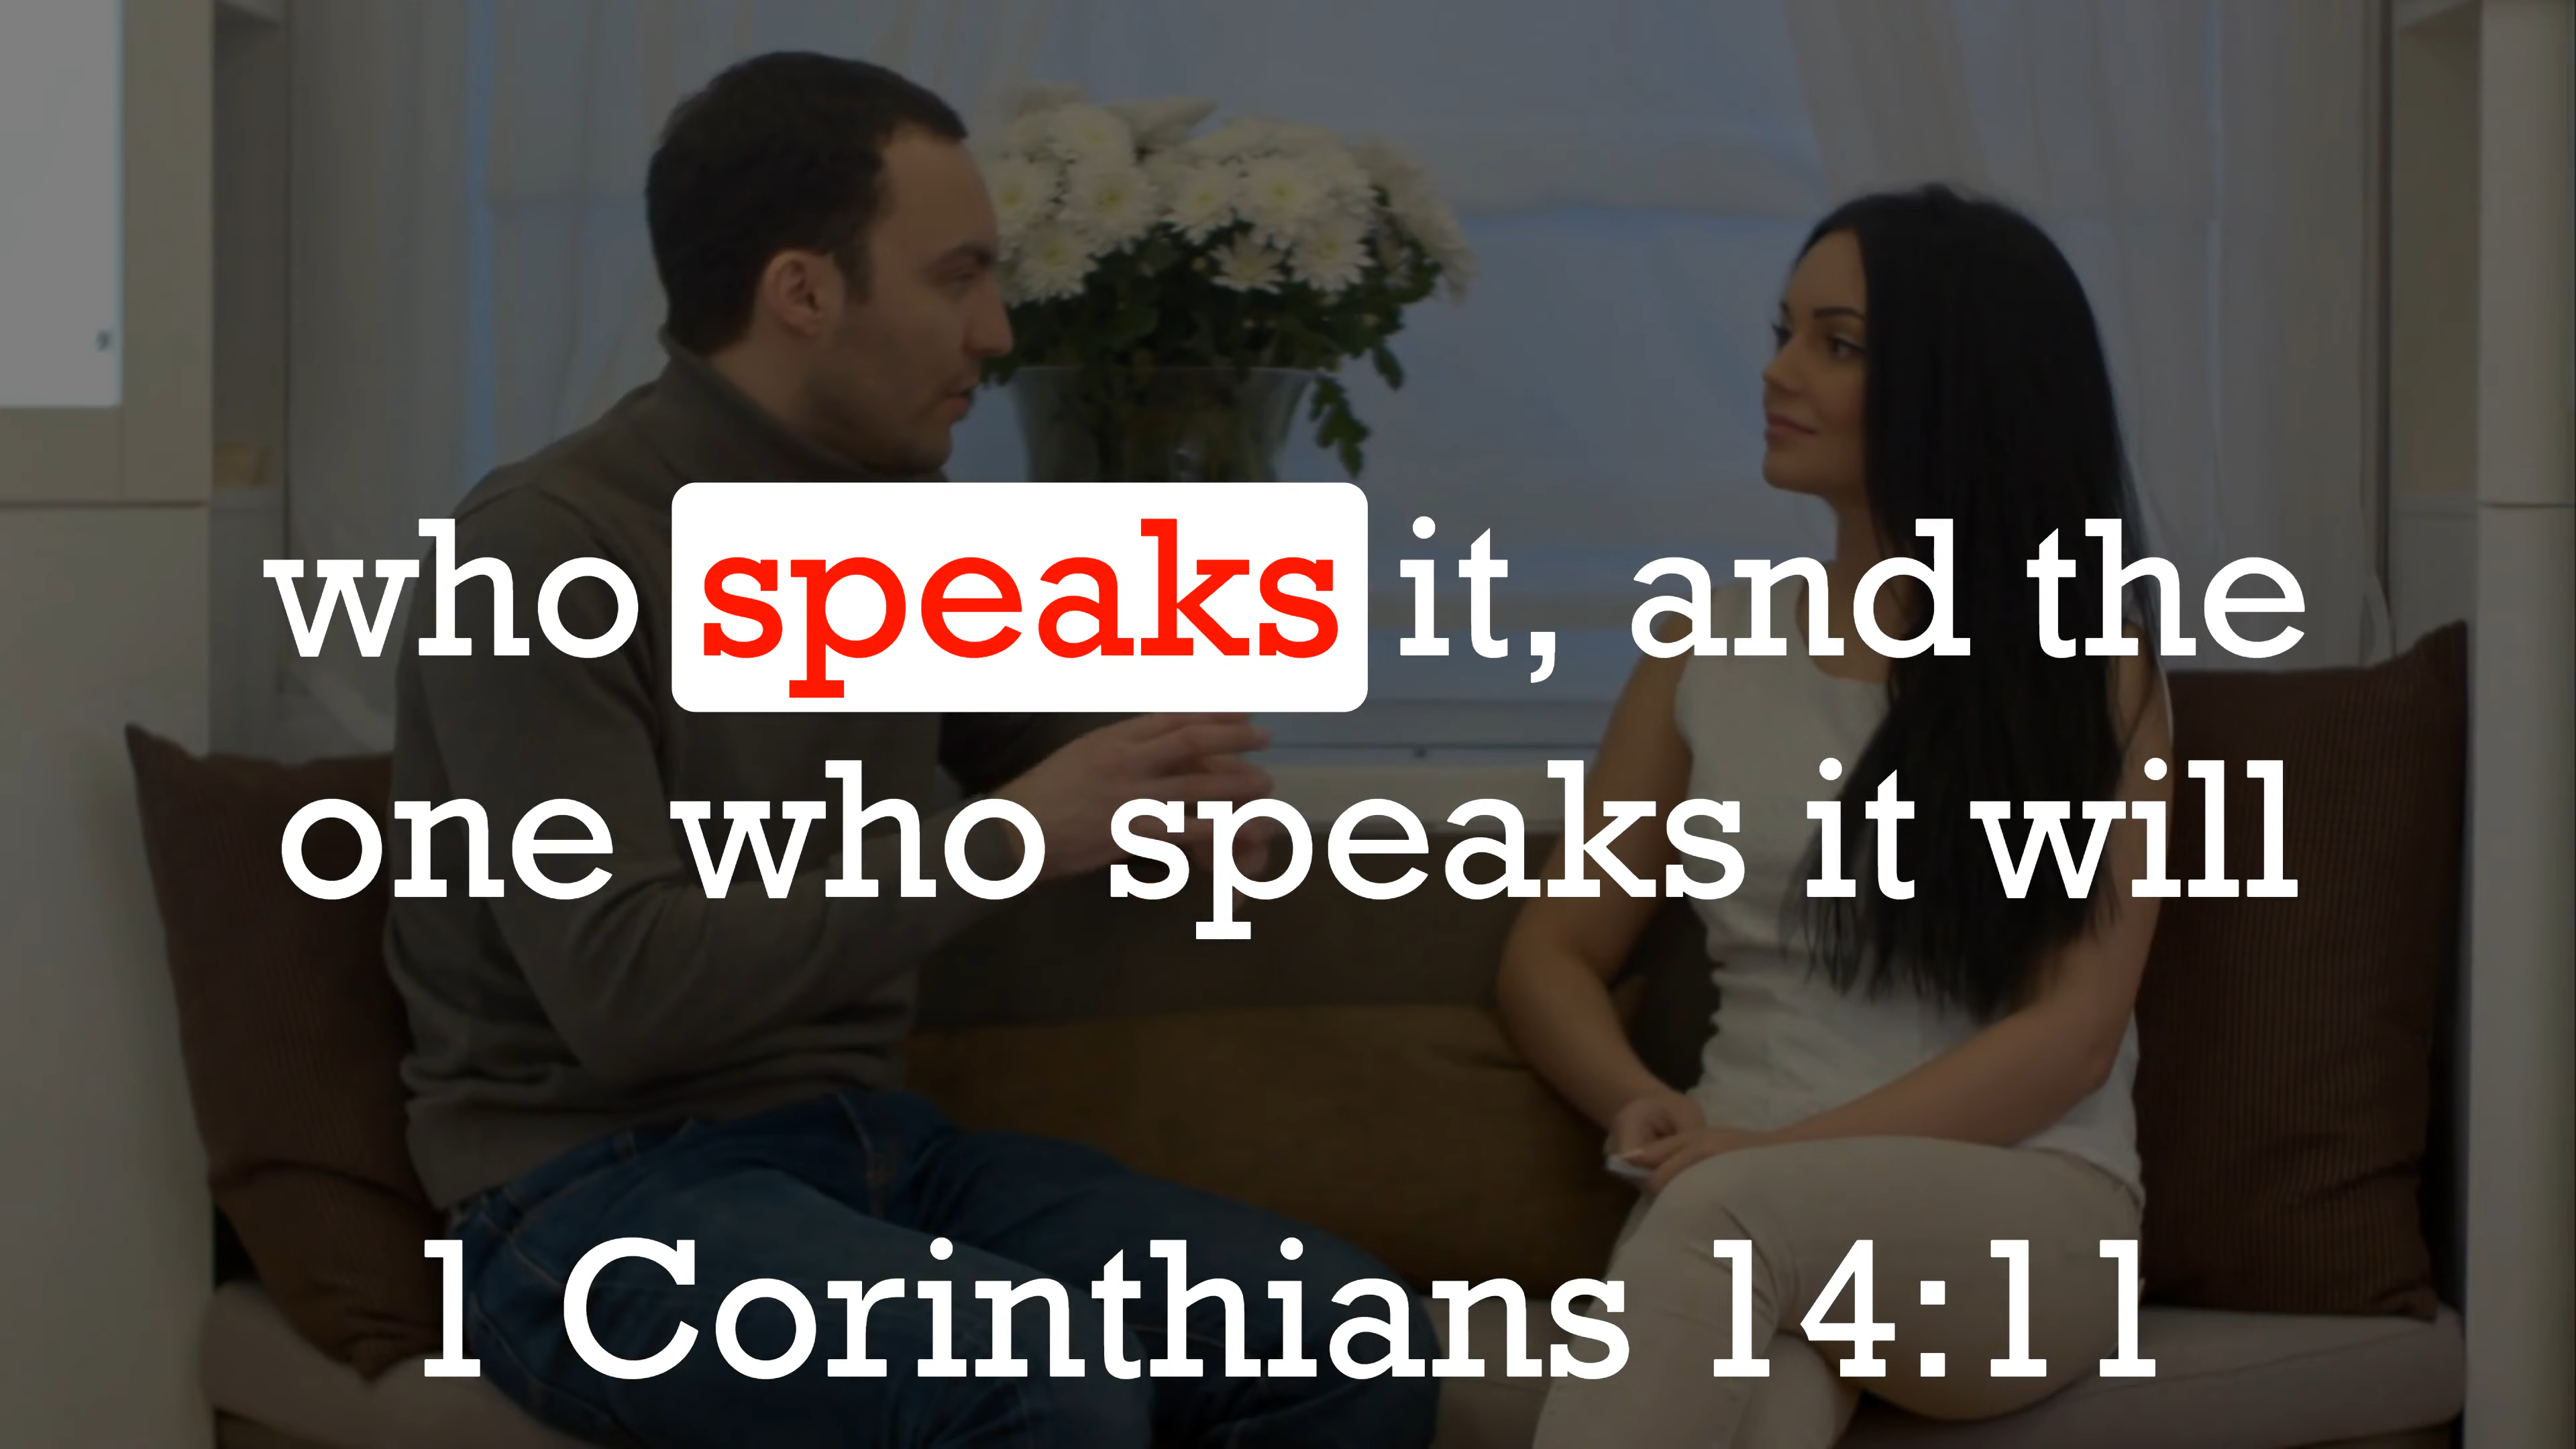 who speaks it, and the
one who speaks it will
1 Corinthians 14:11